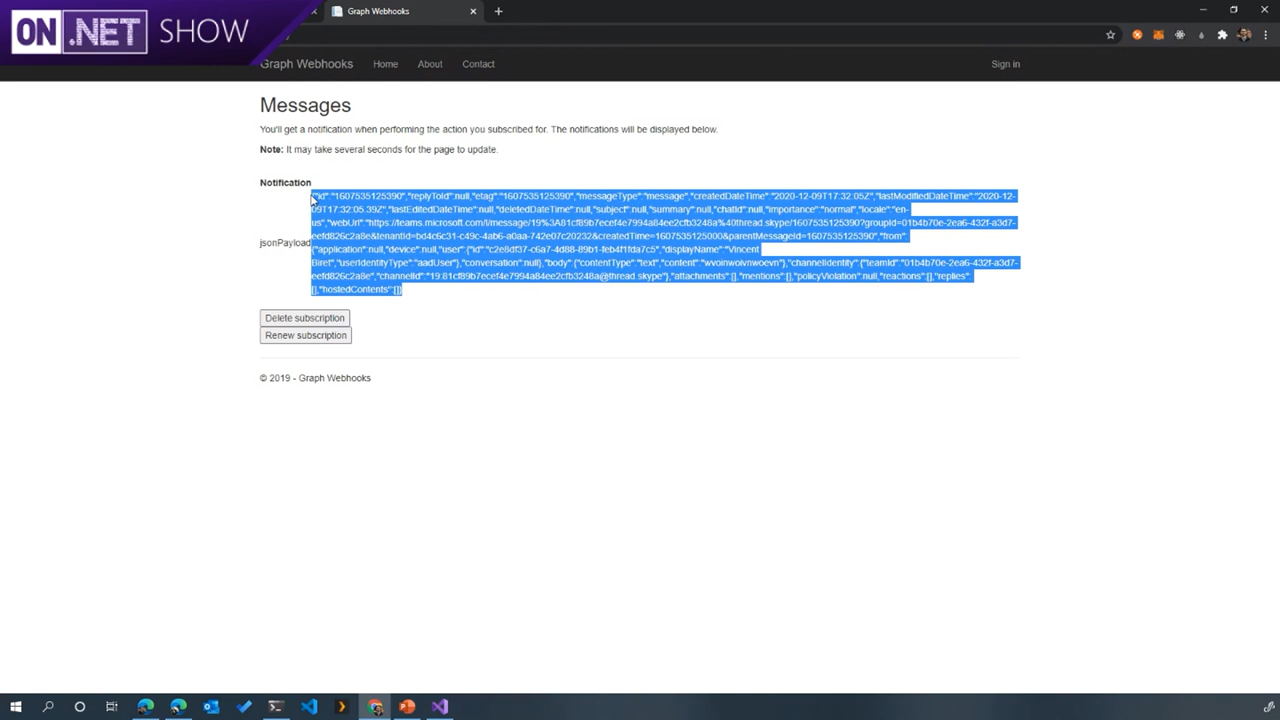 ON .NET SHOW
Graph Webhooks
Graph Webhooks Home About Contact Sign in
Messages
You'll get a notification when performing the action you subscribed for. The notifications will be displayed below.
Note: It may take several seconds for the page to update.
Notification
{"id":"1607535125390","replyToId":null,"etag":"1607535125390","messageType":"message","createdDateTime":"2020-12-09T17:32:05Z","lastModifiedDateTime":"2020-12-
09T17:32:05.39Z","lastEditedDateTime":null,"deletedDateTime":null,"subject":null,"summary":null,"chatId":null,"importance":"normal","locale":"en-
us","webUrl":"https://teams.microsoft.com/l/message/19%3A81cf89b7ecef4e7994a84ee2cfb3248a%40thread.skype/1607535125390?groupId=01b4b70e-2ea6-432f-a3d7-
eefd826c2a8e&tenantId=bd4c6c31-c49c-4ab6-a0aa-742e07c20232&createdTime=1607535125000&parentMessageId=1607535125390","from":
jsonPayload
{"application":null,"device":null,"user":{"id":"c2e8df37-c6a7-4d88-89b1-feb4f1fda7c5","displayName":"Vincent
Biret","userIdentityType":"aadUser"},"conversation":null},"body":{"contentType":"text","content":"wvoinwoivnwoevn"},"channelIdentity":{"teamId":"01b4b70e-2ea6-432f-a3d7-
eefd826c2a8e","channelId":"19:81cf89b7ecef4e7994a84ee2cfb3248a@thread.skype"},"attachments":[],"mentions":[],"policyViolation":null,"reactions":[],"replies":
[],"hostedContents":[]}
Delete subscription
Renew subscription
© 2019 - Graph Webhooks